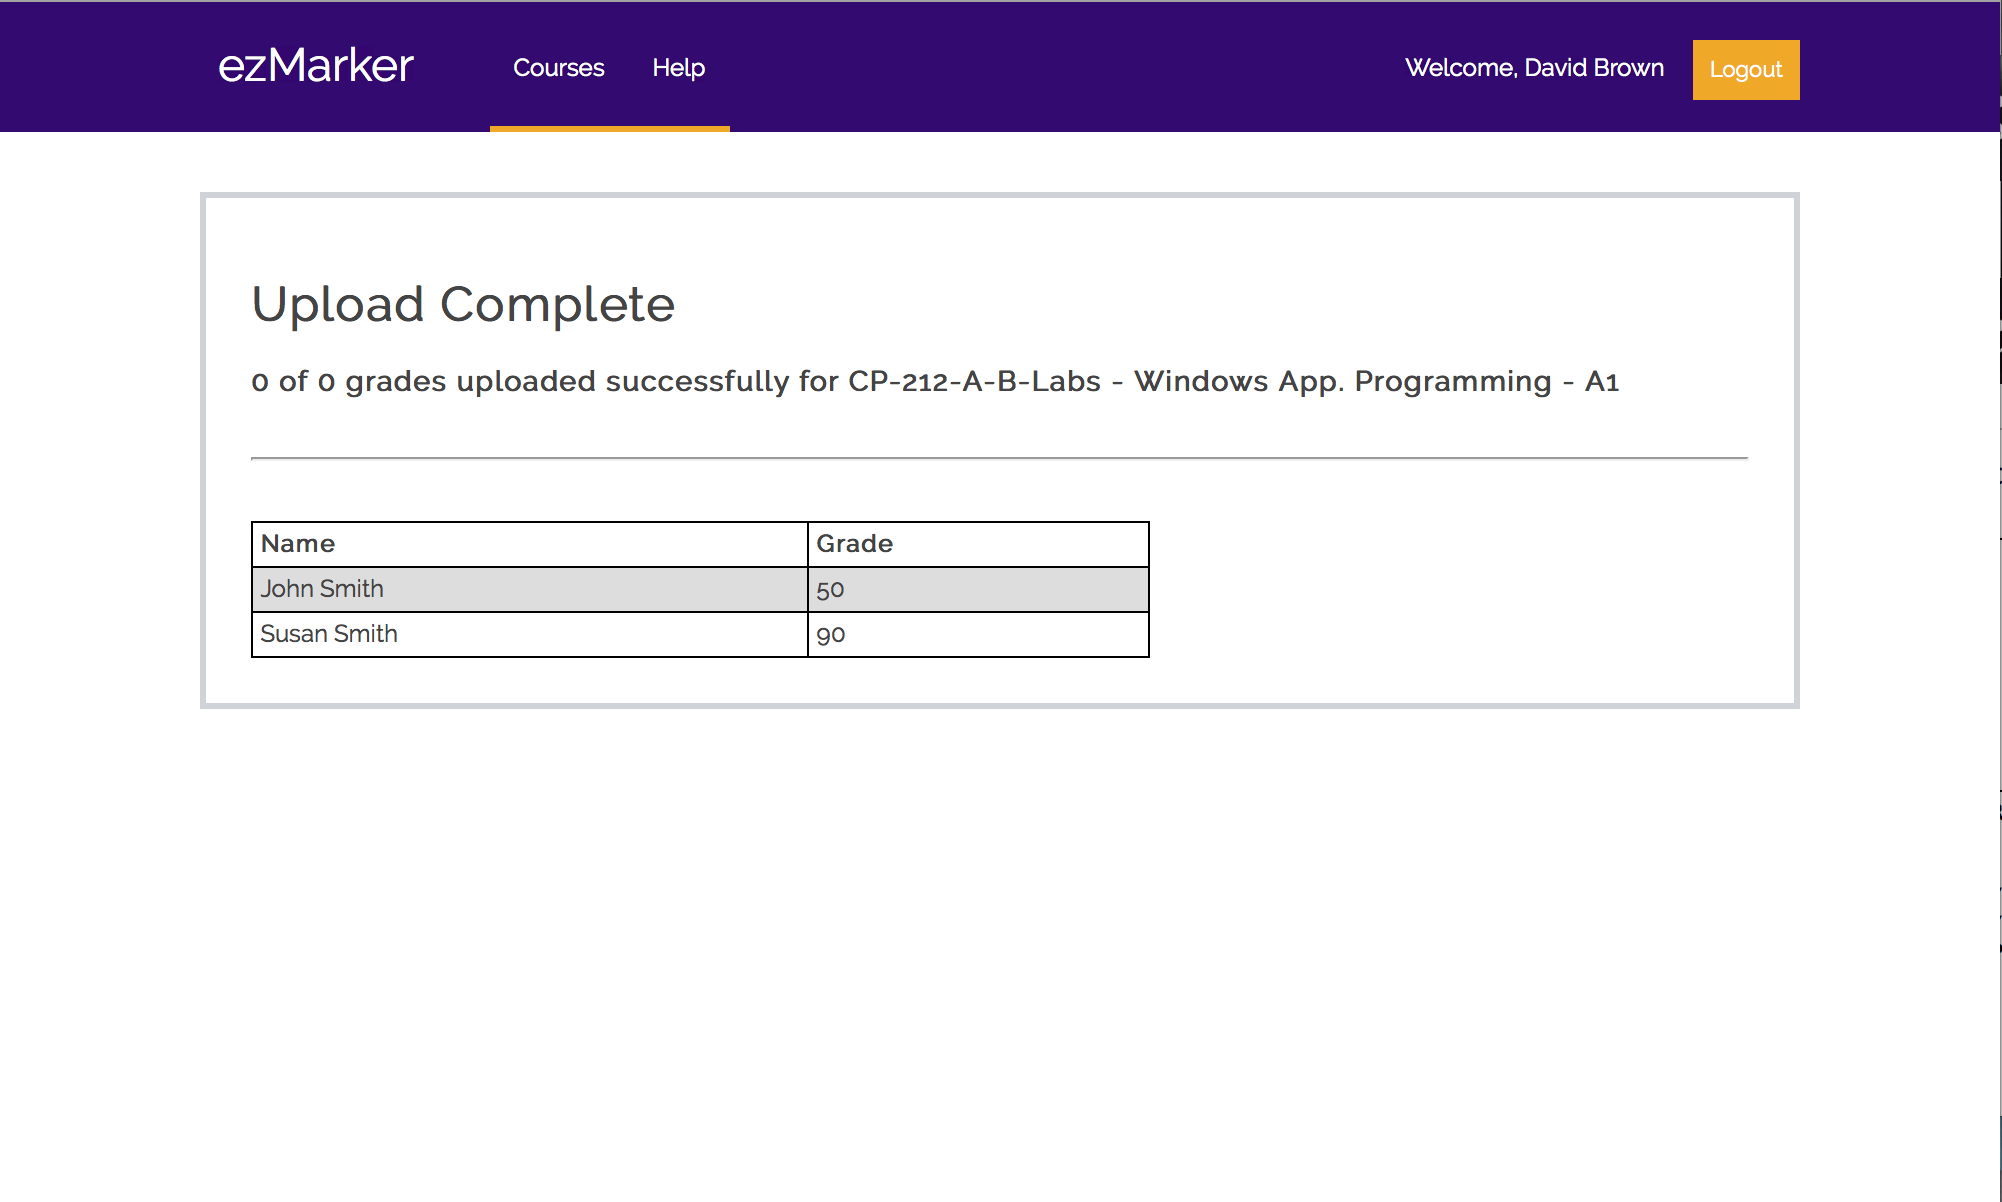 ezMarker Courses Help Welcome, David Brown Logout
Upload Complete
0 of 0 grades uploaded successfully for CP-212-A-B-Labs - Windows App. Programming - A1
Name Grade
John Smith 50
Susan Smith 90